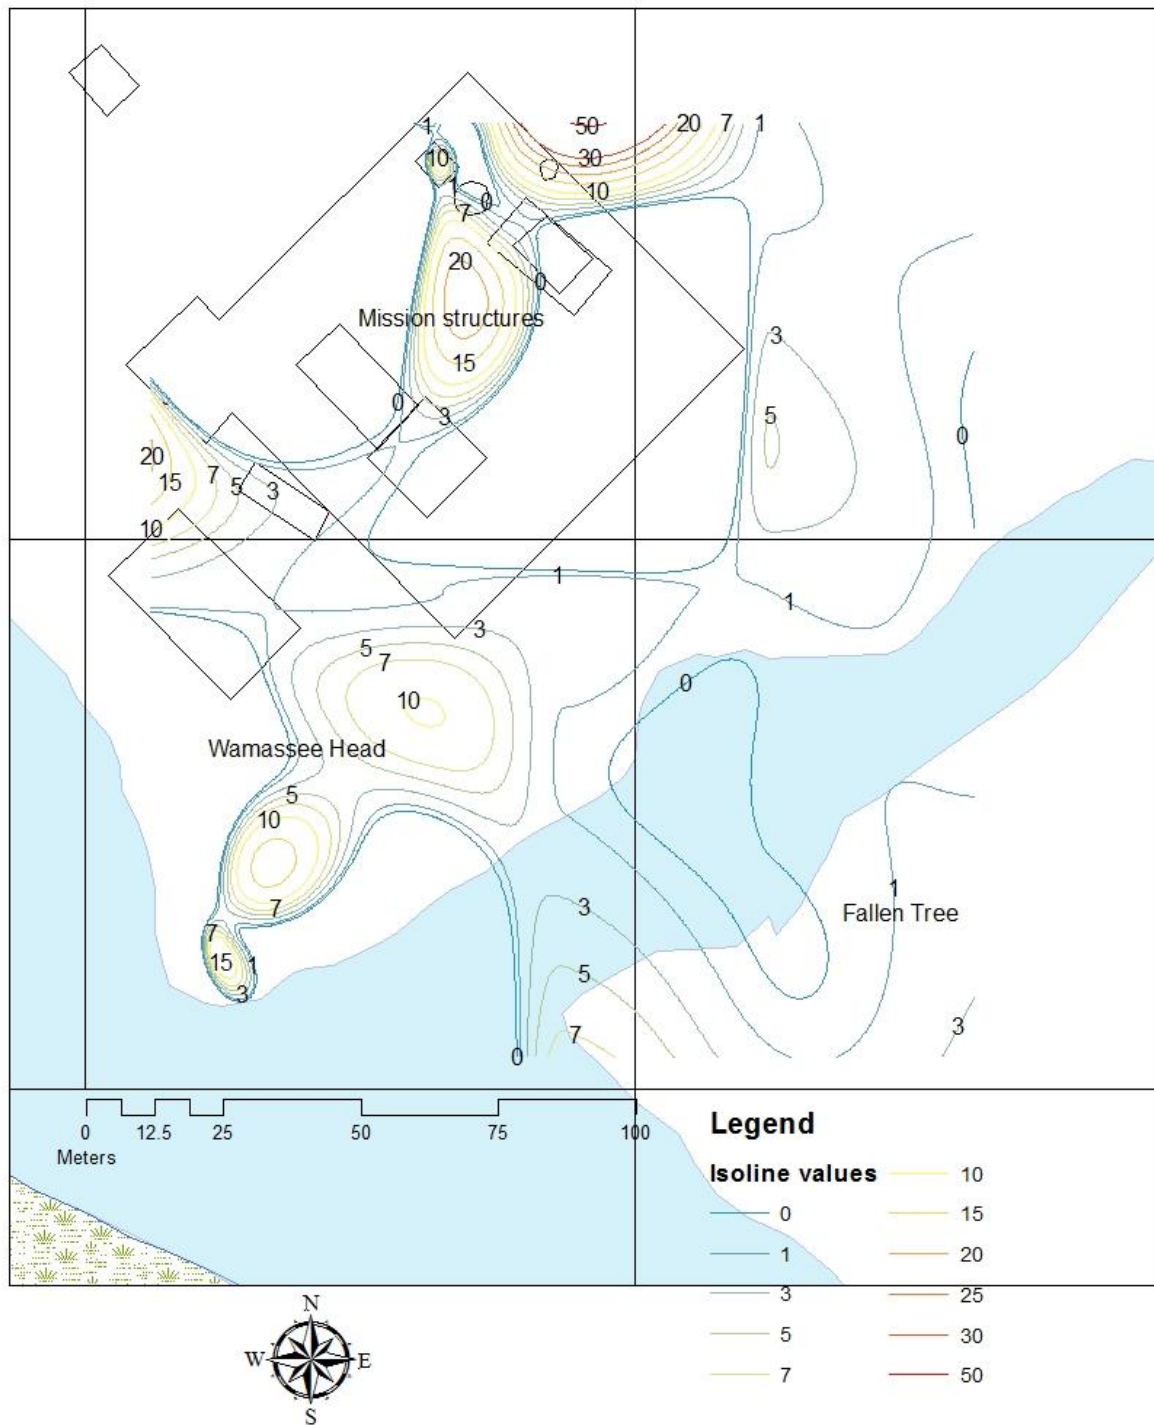 1 50 20 7 1
10 30
10
0
7
20
0
Mission structures 3
15
0 3 5
0
20 7
15 5 3
10
1
1
3
5
7
0
10
Wamassee Head
5
10
3
7 1
Fallen Tree
7
15 1
5
3
3
7
0
0 12.5 25 50 75 100
Meters
Legend
Isoline values 10
0 15
1 20
3 25
5 30
7 50
N
W E
S